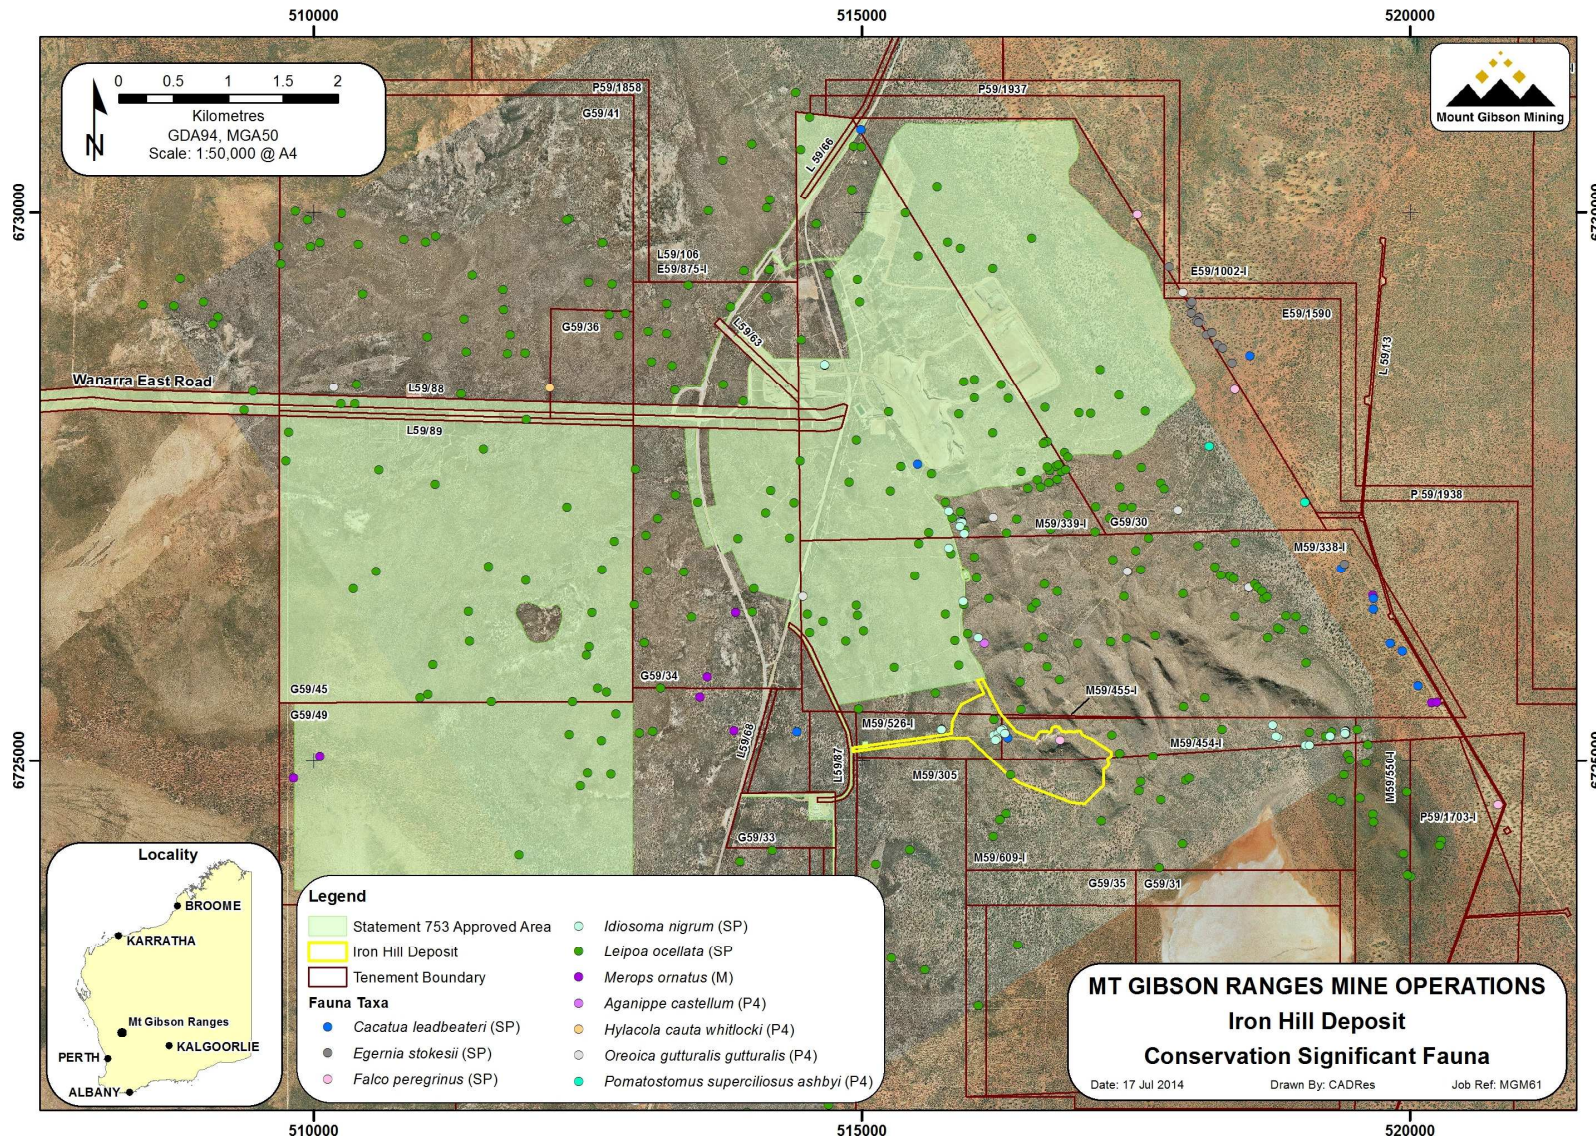 510000
515000
520000
0 0.5 1 1.5 2
Kilometres
GDA94, MGA50
Scale: 1:50,000 @ A4
N
Mount Gibson Mining
P59/1858
G59/41
P59/1937
L 59/66
6730000
6730000
L59/106
E59/875-I
E59/1002-I
E59/1590
G59/36
L59/63
L 59/13
Wanarra East Road
L59/88
L59/89
P 59/1938
M59/339-I
G59/30
M59/338-I
G59/45
G59/34
G59/49
M59/455-I
M59/526-I
L59/68
L59/87
M59/454-I
M59/305
M59/550-I
6725000
6725000
P59/1703-I
G59/33
M59/609-I
G59/35
G59/31
Locality
BROOME
KARRATHA
Mt Gibson Ranges
KALGOORLIE
PERTH
ALBANY
Legend
Statement 753 Approved Area
Iron Hill Deposit
Tenement Boundary
Fauna Taxa
Cacatua leadbeateri (SP)
Egernia stokesii (SP)
Falco peregrinus (SP)
Idiosoma nigrum (SP)
Leipoa ocellata (SP
Merops ornatus (M)
Aganippe castellum (P4)
Hylacola cauta whitlocki (P4)
Oreoica gutturalis gutturalis (P4)
Pomatostomus superciliosus ashbyi (P4)
MT GIBSON RANGES MINE OPERATIONS
Iron Hill Deposit
Conservation Significant Fauna
Date: 17 Jul 2014 Drawn By: CADRes Job Ref: MGM61
510000
515000
520000